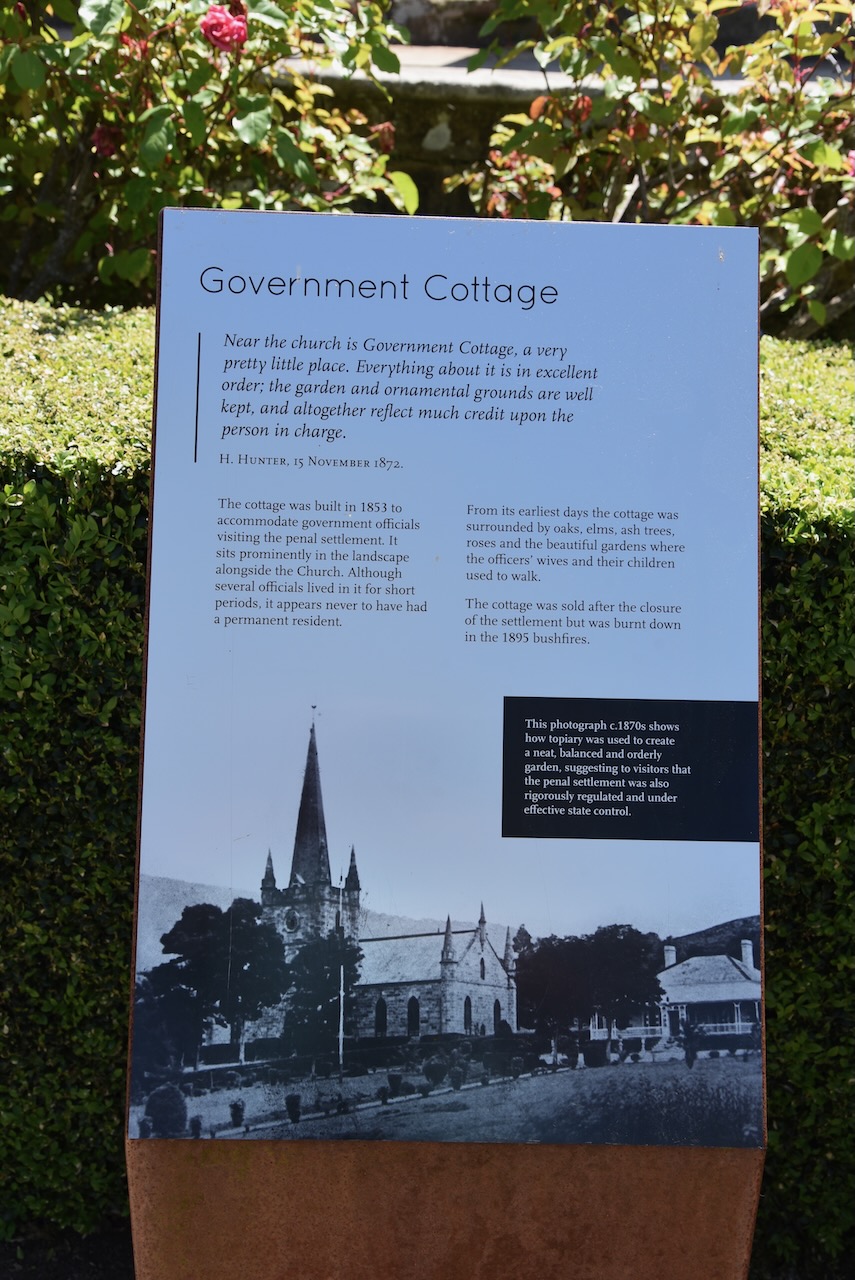 Government Cottage
Near the church is Government Cottage, a very
pretty little place. Everything about it is in excellent
order; the garden and ornamental grounds are well
kept, and altogether reflect much credit upon the
person in charge.
H. Hunter, 15 November 1872.
The cottage was built in 1853 to
accommodate government officials
visiting the penal settlement. It
sits prominently in the landscape
alongside the Church. Although
several officials lived in it for short
periods, it appears never to have had
a permanent resident.
From its earliest days the cottage was
surrounded by oaks, elms, ash trees,
roses and the beautiful gardens where
the officers' wives and their children
used to walk.
The cottage was sold after the closure
of the settlement but was burnt down
in the 1895 bushfires.
This photograph c.1870s shows
how topiary was used to create
a neat, balanced and orderly
garden, suggesting to visitors that
the penal settlement was also
rigorously regulated and under
effective state control.